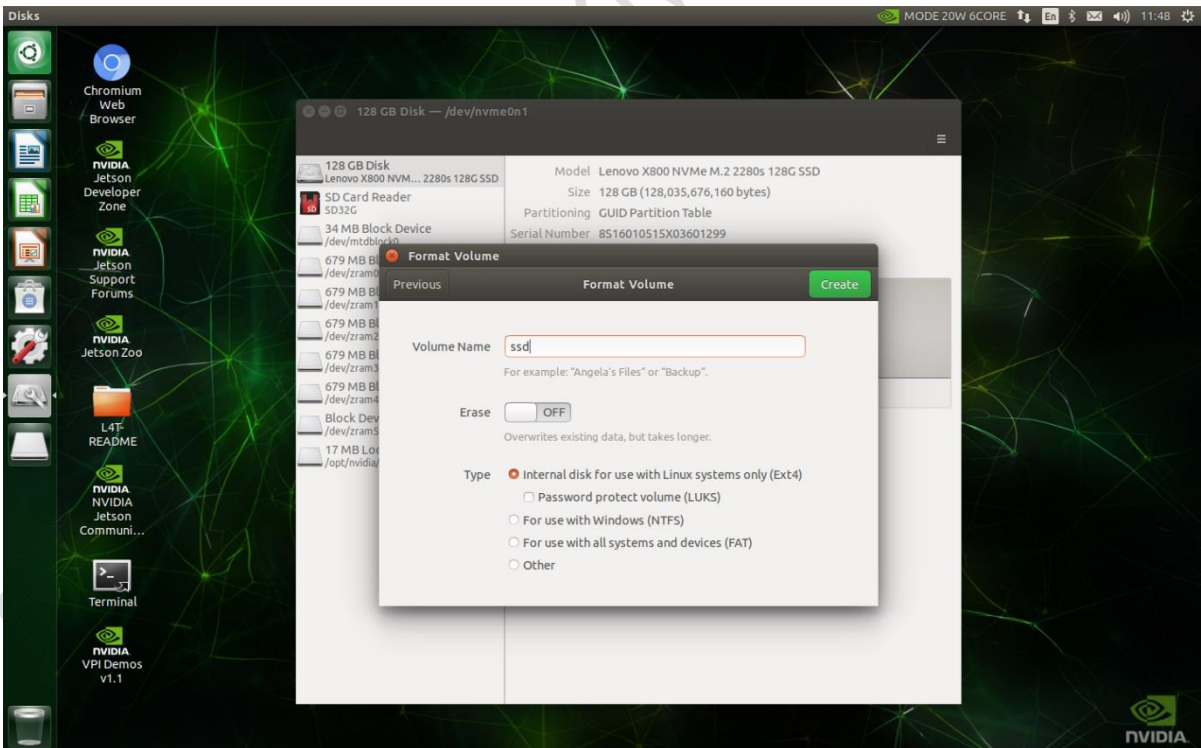 Disks
MODE 20W 6CORE
En
11:48
Chromium
Web
Browser
NVIDIA
Jetson
Developer
Zone
NVIDIA
Jetson
Support
Forums
NVIDIA
Jetson Zoo
L4T-
README
NVIDIA
NVIDIA
Jetson
Communi...
Terminal
NVIDIA
VPI Demos
v1.1
128 GB Disk — /dev/nvme0n1
128 GB Disk
Lenovo X800 NVM... 2280s 128G SSD
SD Card Reader
SD32G
34 MB Block Device
/dev/mtdblock0
679 MB Bl
/dev/zram0
679 MB Bl
/dev/zram1
679 MB Bl
/dev/zram2
679 MB Bl
/dev/zram3
679 MB Bl
/dev/zram4
Block Dev
/dev/zram5
17 MB Loo
/opt/nvidia/
Model Lenovo X800 NVMe M.2 2280s 128G SSD
Size 128 GB (128,035,676,160 bytes)
Partitioning GUID Partition Table
Serial Number 8S16010515X03601299
Format Volume
Previous Format Volume Create
Volume Name ssd
For example: “Angela’s Files” or “Backup”.
Erase OFF
Overwrites existing data, but takes longer.
Type Internal disk for use with Linux systems only (Ext4)
Password protect volume (LUKS)
For use with Windows (NTFS)
For use with all systems and devices (FAT)
Other
NVIDIA.